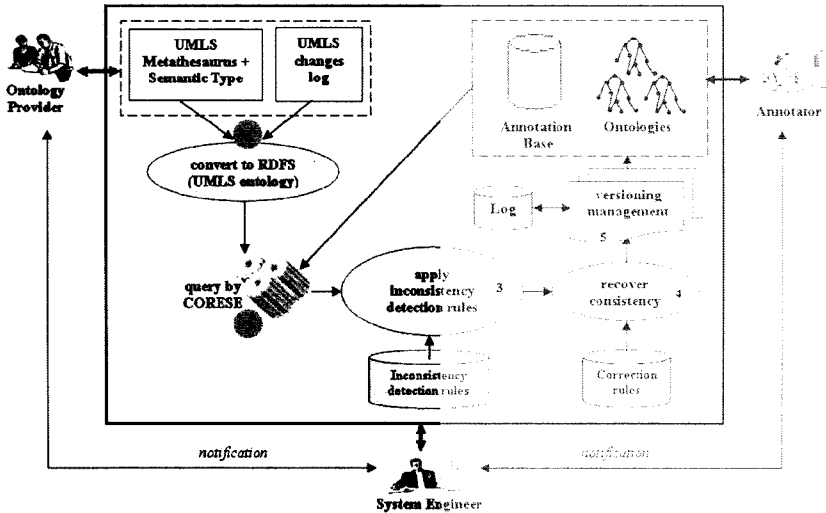 UMLS
Metathesaurus +
Semantic Type
UMLS
changes
log
Ontology
Provider
Annotation
Base
Ontologies
Annotator
convert to RDFS
(UMLS ontology)
Log
versioning
management
5
query by
CORESE
apply
inconsistency
detection rules
3
recover
consistency
4
Inconsistency
detection rules
Correction
rules
notification
notification
System Engineer